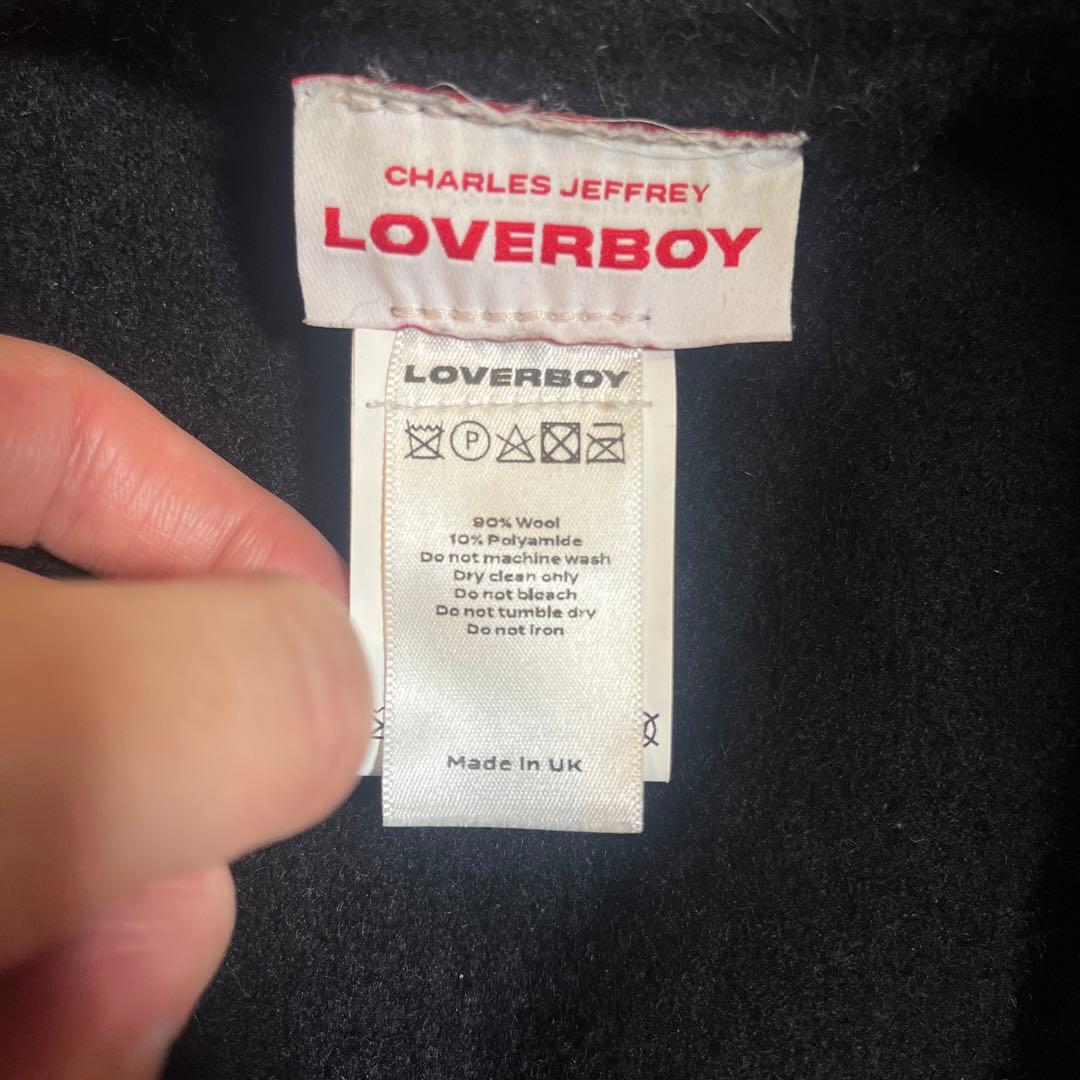 CHARLES JEFFREY
LOVERBOY
LOVERBOY
P
90% Wool
10% Polyamide
Do not machine wash
Dry clean only
Do not bleach
Do not tumble dry
Do not iron
Made in UK